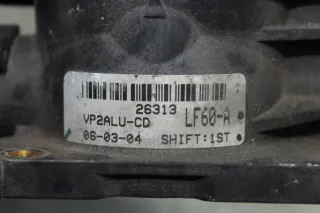 26313
VP2ALU-CD LF60-A
06-03-04 SHIFT:1ST